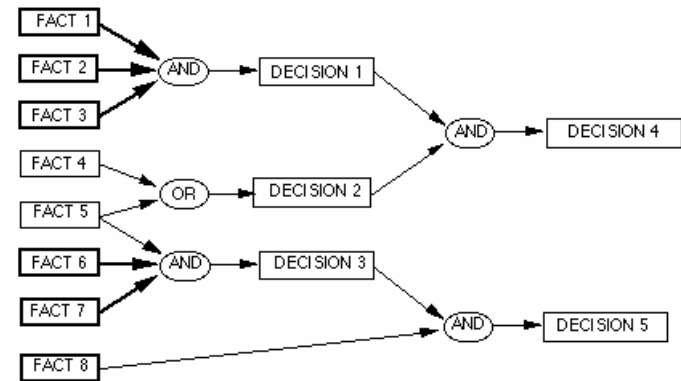 FACT 1
FACT 2
AND
DECISION 1
FACT 3
AND
DECISION 4
FACT 4
OR
DECISION 2
FACT 5
FACT 6
AND
DECISION 3
FACT 7
AND
DECISION 5
FACT 8